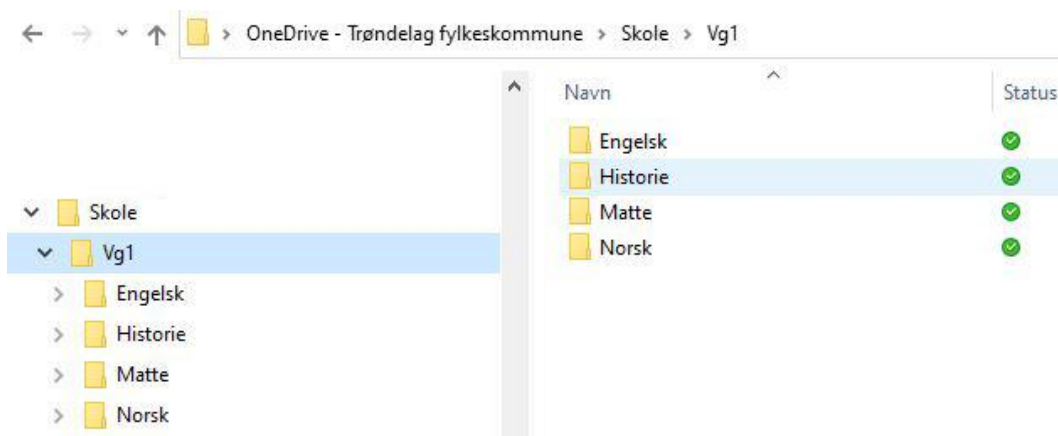 OneDrive - Trøndelag fylkeskommune > Skole > Vg1
Skole
Vg1
Engelsk
Historie
Matte
Norsk
Navn Status
Engelsk
Historie
Matte
Norsk